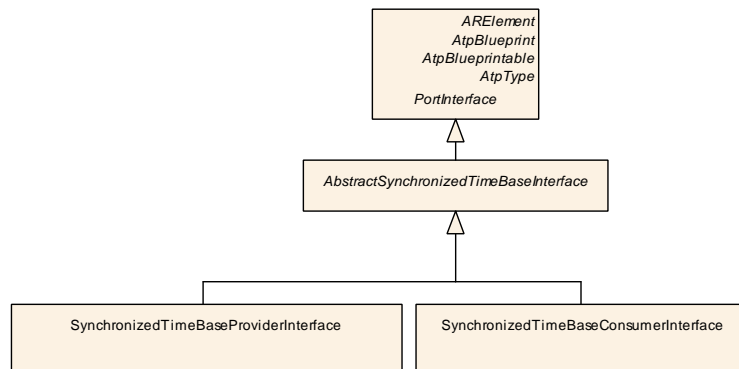 ARElement
AtpBlueprint
AtpBlueprintable
AtpType
PortInterface
AbstractSynchronizedTimeBaseInterface
SynchronizedTimeBaseProviderInterface
SynchronizedTimeBaseConsumerInterface